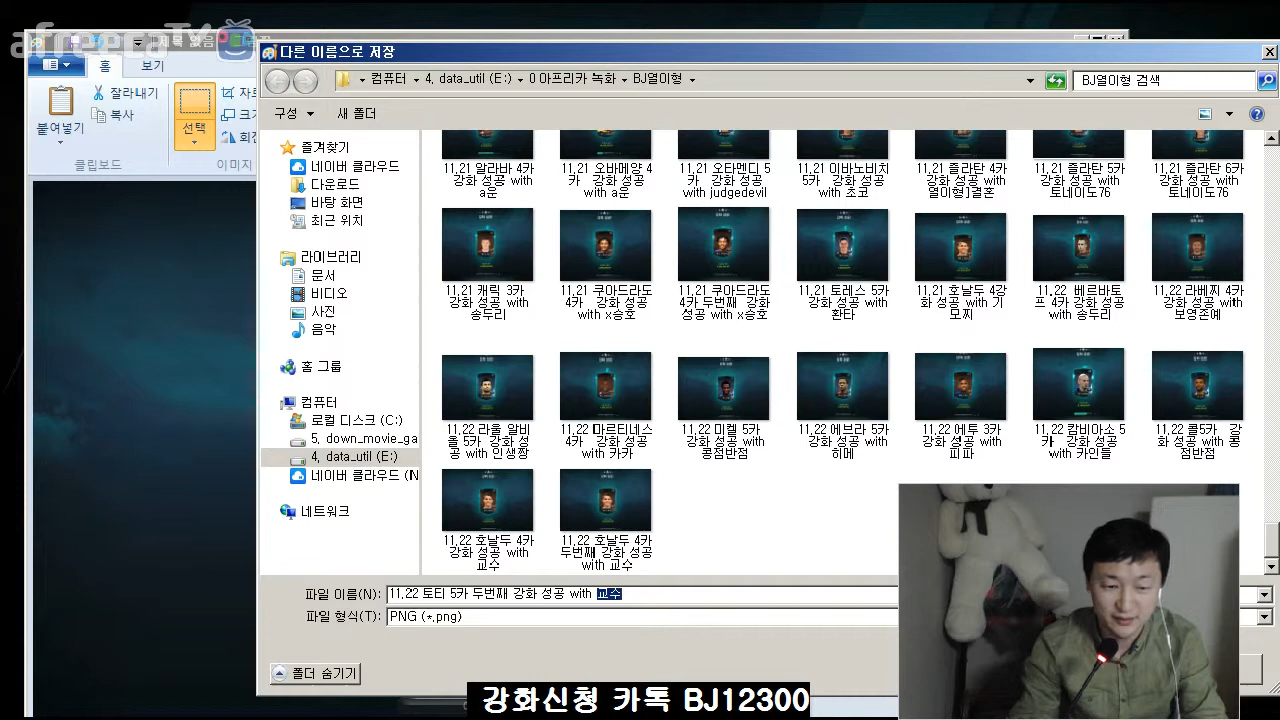 afreecaTV
제목 없음
다른 이름으로 저장
홈
보기
컴퓨터
4. data_util (E:)
0 아프리카 녹화
BJ열이형
BJ열이형 검색
붙여넣기
잘라내기
복사
선택
클립보드
이미지
구성
새 폴더
즐겨찾기
네이버 클라우드
다운로드
바탕 화면
최근 위치
라이브러리
문서
비디오
사진
음악
홈 그룹
컴퓨터
로컬 디스크 (C:)
5. down_movie_ga
4. data_util (E:)
네이버 클라우드 (N
네트워크
11.21 알라바 4카
강화 성공 with
a운
11.21 오바메양 4
카 강화 성공
with a운
11.21 오타멘디 5
카 강화 성공
with judgedevil
11.21 이바노비치
5카 강화 성공
with 초코
11.21 즐라탄 4카
강화 성공 with
열이형]결혼
11.21 즐라탄 5카
강화 성공 with
토네이도76
11.21 즐라탄 6카
강화 성공 with
토네이도76
11.21 캐릭 3카
강화 성공 with
송두리
11.21 쿠아드라도
4카 강화 성공
with x승호
11.21 쿠아드라도
4카 두번째 강화
성공 with x승호
11.21 토레스 5카
강화 성공 with
환타
11.21 호날두 4강
화 성공 with 기
모찌
11.22 베르바토
프 4카 강화 성공
with 송두리
11.22 라베찌 4카
강화 성공 with
보영존예
11.22 라울 알비
올 5카 강화 성
공 with 인생짱
11.22 마르티네스
4카 강화 성공
with 카카
11.22 미켈 5카
강화 성공 with
콩점반점
11.22 에브라 5카
강화 성공 with
히메
11.22 에투 3카
강화 성공 with
피파
11.22 캄비아소 5
카 강화 성공
with 카인들
11.22 콜5카 강
화 성공 with 콩
점반점
11.22 호날두 4카
강화 성공 with
교수
11.22 호날두 4카
두번째 강화 성공
with 교수
파일 이름(N):
11.22 토티 5카 두번째 강화 성공 with 교수
파일 형식(T):
PNG (*.png)
폴더 숨기기
강화신청 카톡 BJ12300